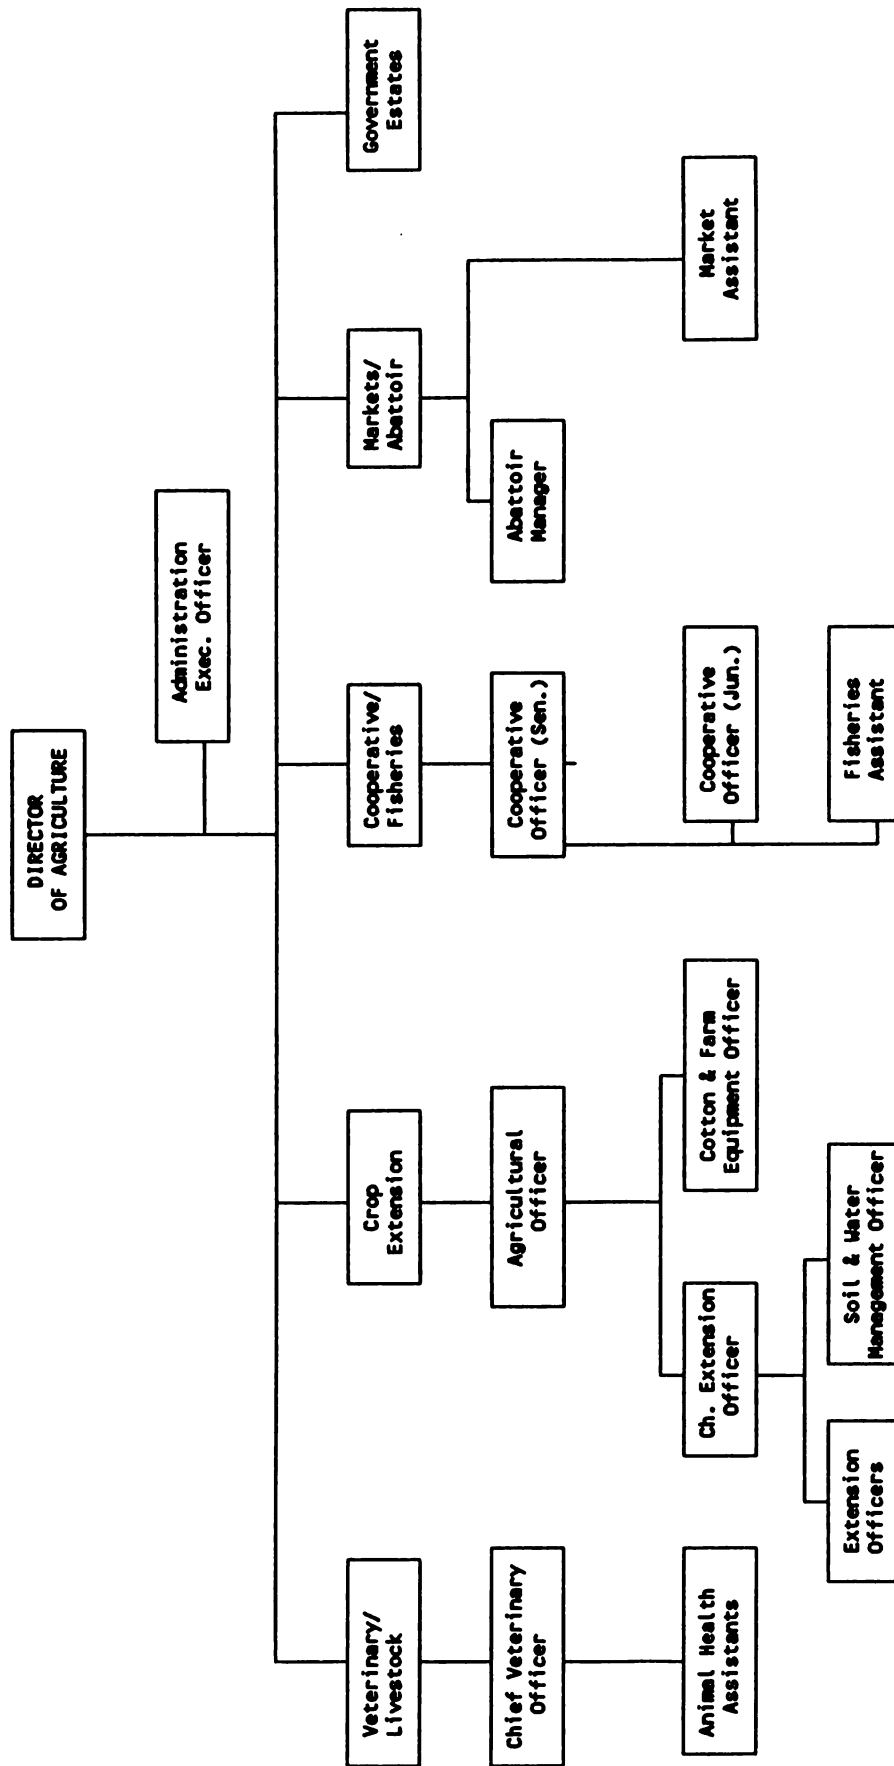 DIRECTOR
OF AGRICULTURE
Administration
Exec. Officer
Veterinary/
Livestock
Crop
Extension
Cooperative/
Fisheries
Markets/
Abattoir
Government
Estates
Chief Veterinary
Officer
Agricultural
Officer
Cooperative
Officer (Sen.)
Abattoir
Manager
Animal Health
Assistants
Ch. Extension
Officer
Cotton & Farm
Equipment Officer
Cooperative
Officer (Jun.)
Market
Assistant
Extension
Officers
Soil & Water
Management Officer
Fisheries
Assistant